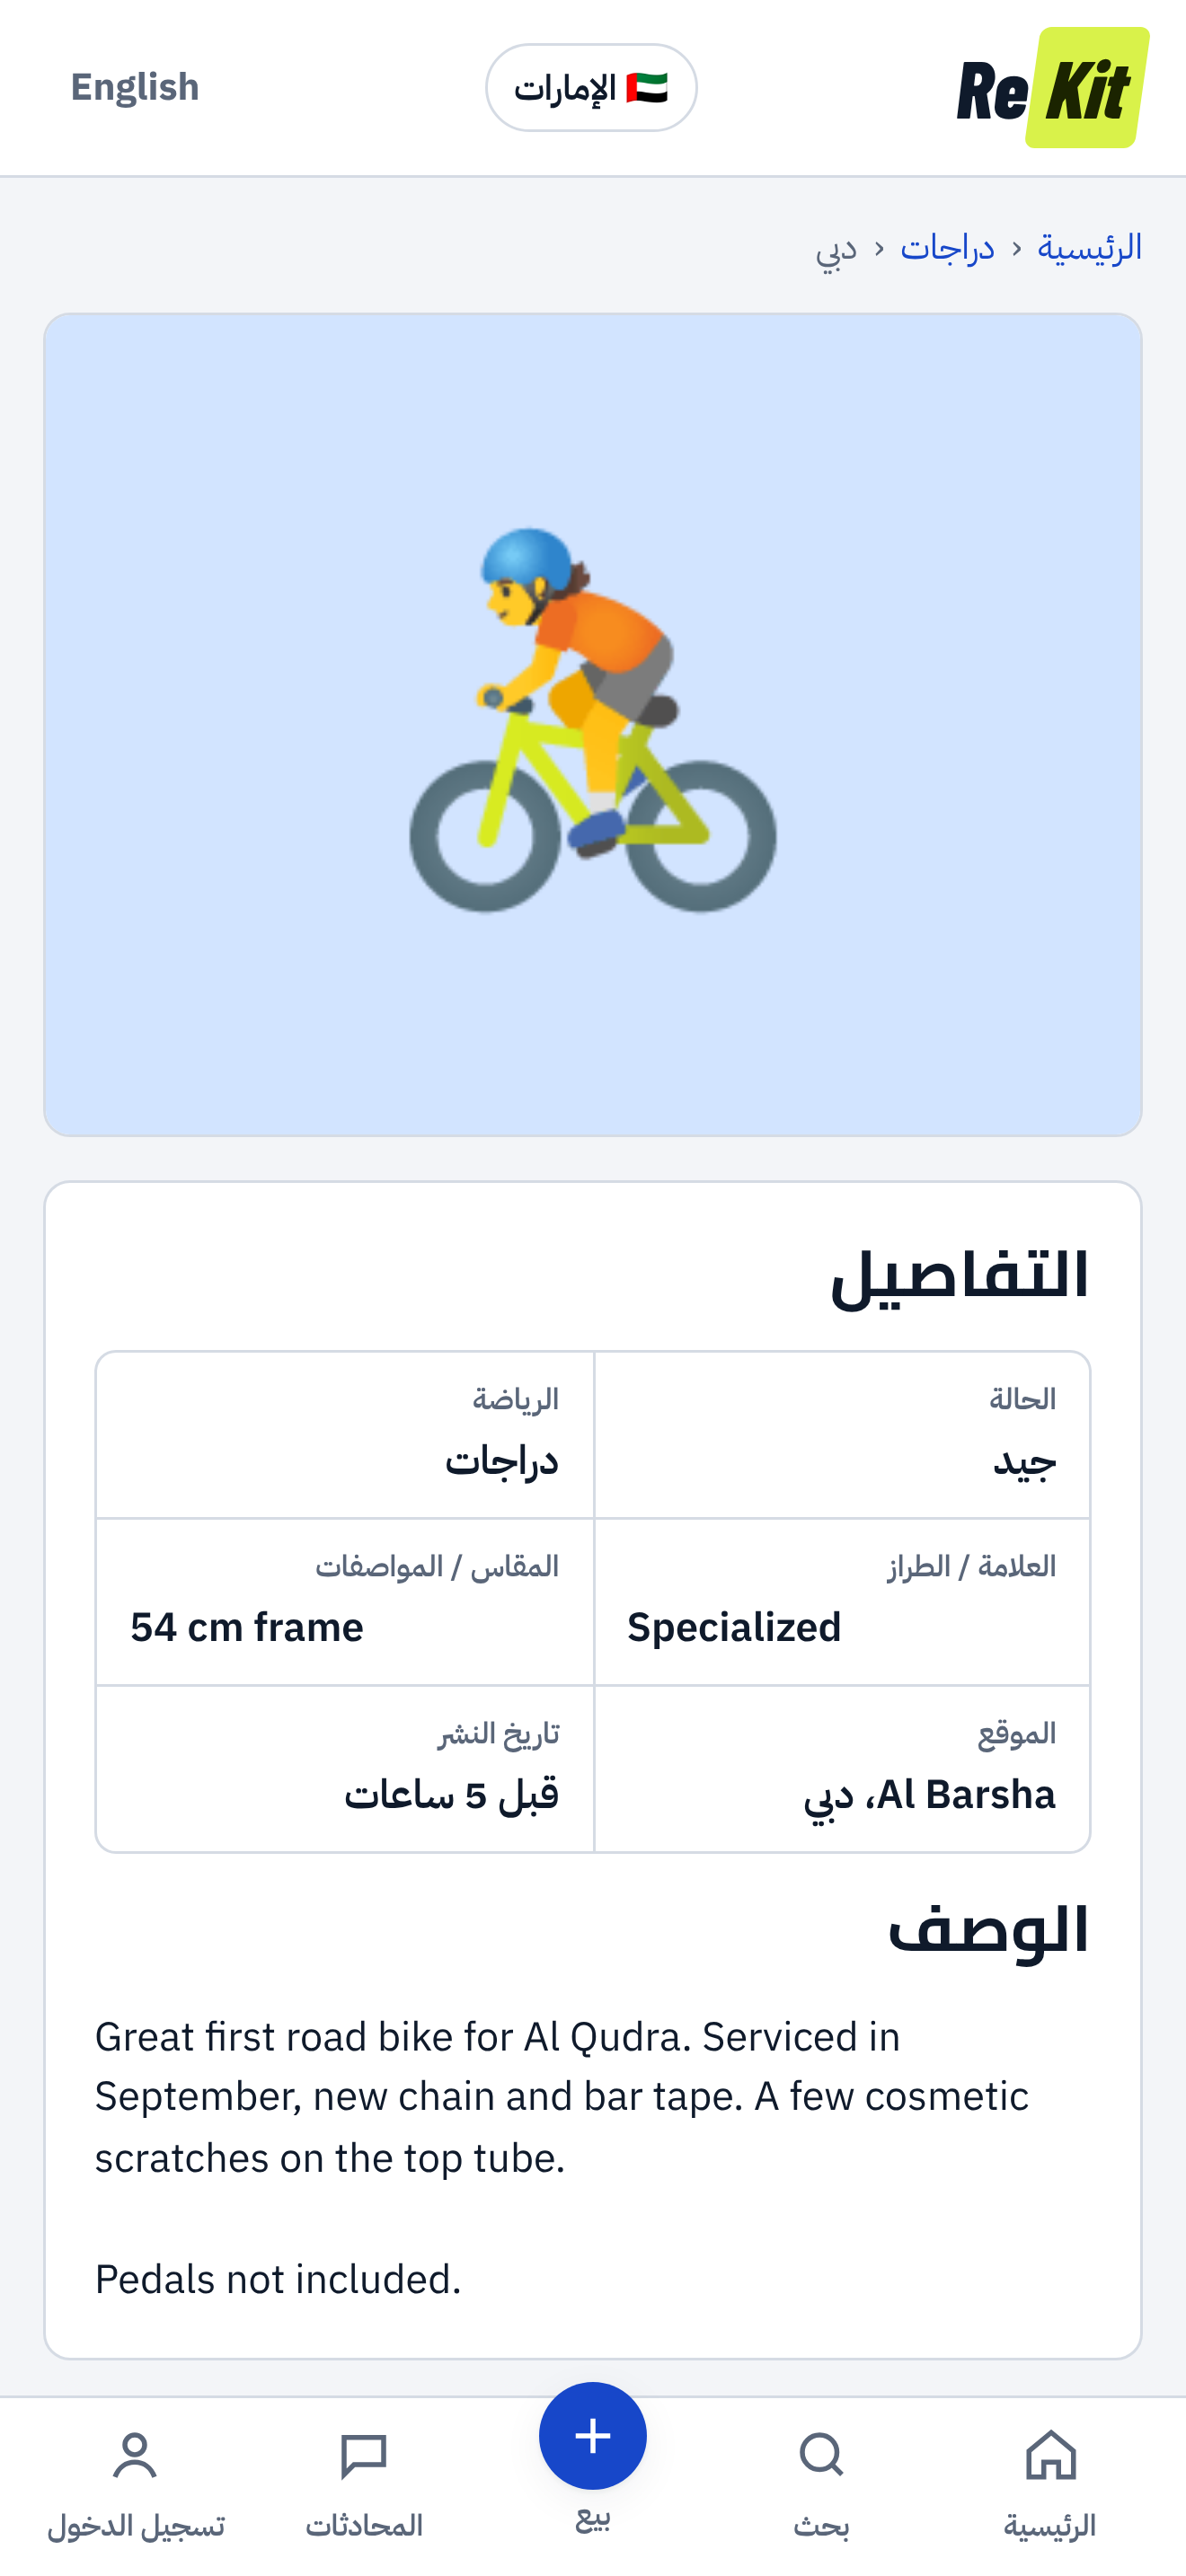 ReKit
الإمارات
English
الرئيسية › دراجات › دبي
التفاصيل
الحالة
جيد
الرياضة
دراجات
العلامة / الطراز
Specialized
المقاس / المواصفات
54 cm frame
الموقع
Al Barsha، دبي
تاريخ النشر
قبل 5 ساعات
الوصف
Great first road bike for Al Qudra. Serviced in
September, new chain and bar tape. A few cosmetic
scratches on the top tube.
Pedals not included.
الرئيسية
بحث
بيع
المحادثات
تسجيل الدخول